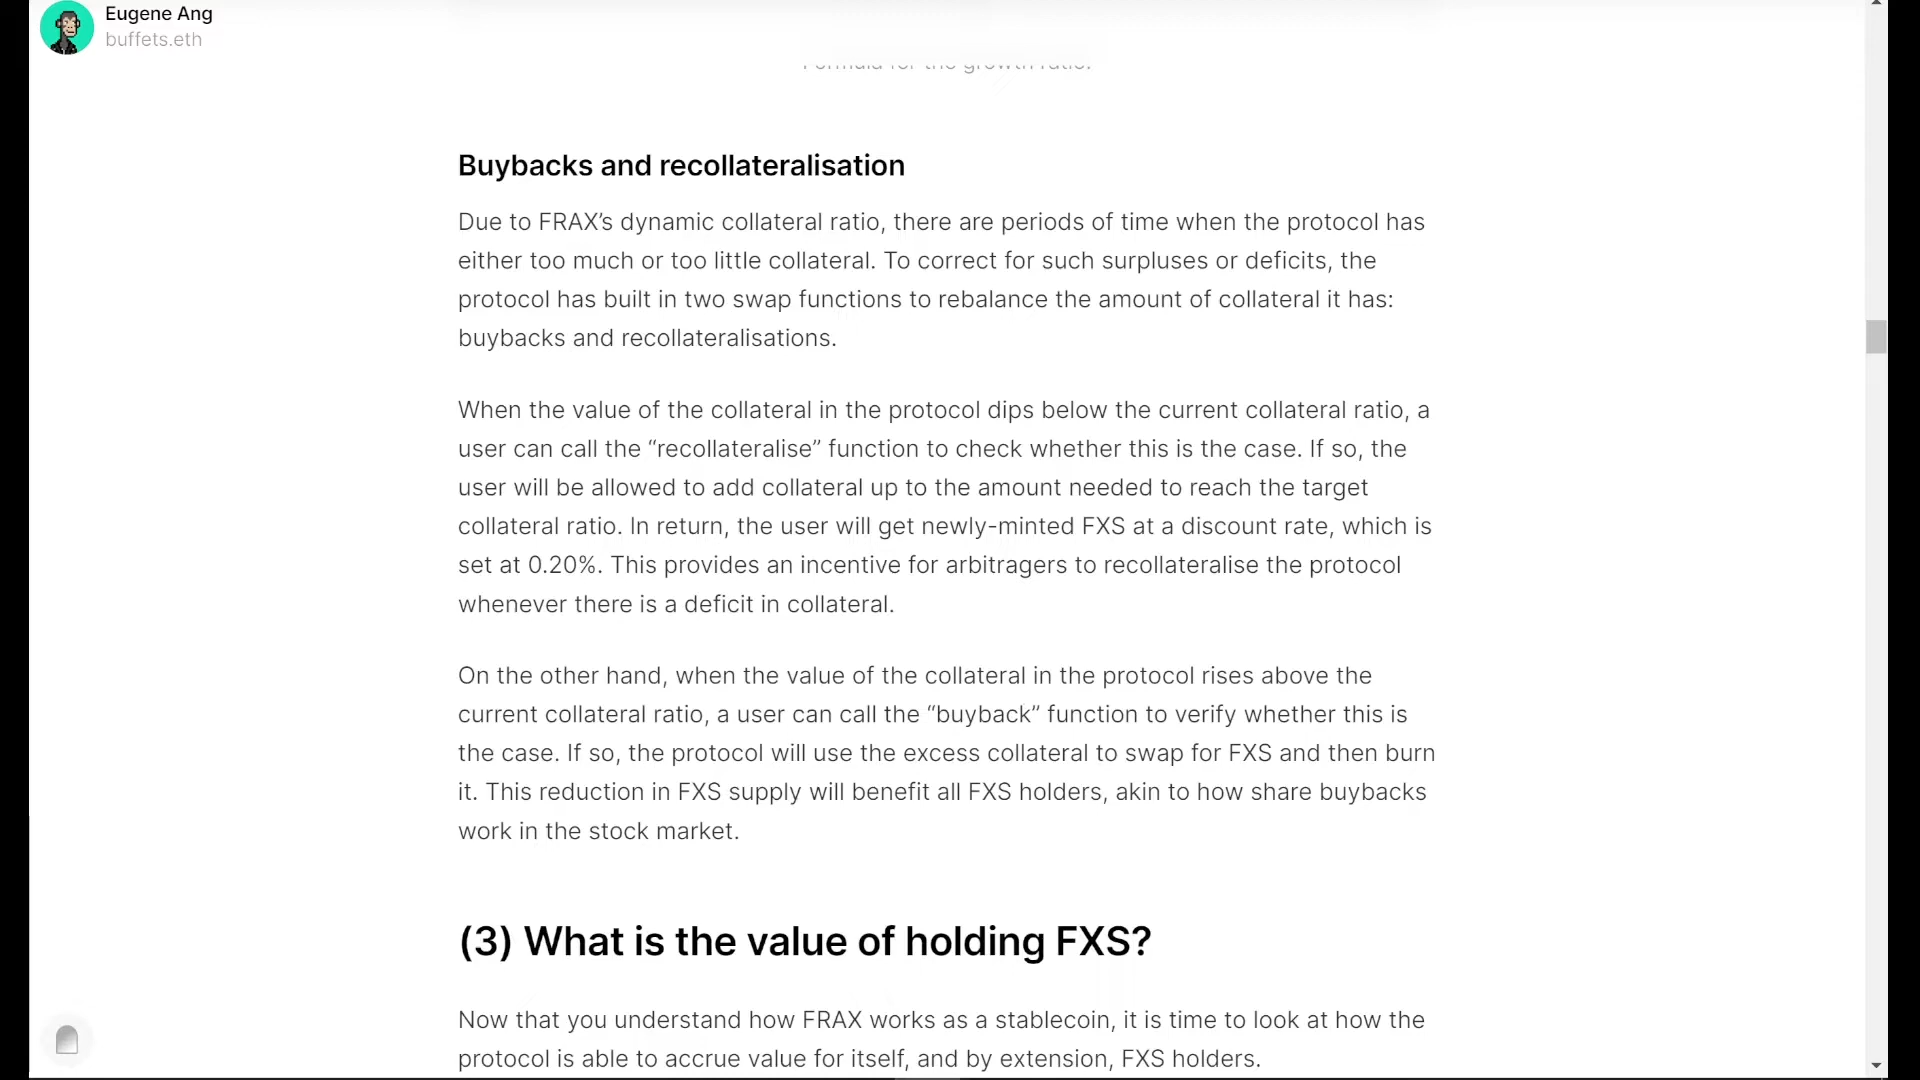 Eugene Ang
buffets.eth
Formula for the growth ratio.
Buybacks and recollateralisation
Due to FRAX’s dynamic collateral ratio, there are periods of time when the protocol has
either too much or too little collateral. To correct for such surpluses or deficits, the
protocol has built in two swap functions to rebalance the amount of collateral it has:
buybacks and recollateralisations.
When the value of the collateral in the protocol dips below the current collateral ratio, a
user can call the “recollateralise” function to check whether this is the case. If so, the
user will be allowed to add collateral up to the amount needed to reach the target
collateral ratio. In return, the user will get newly-minted FXS at a discount rate, which is
set at 0.20%. This provides an incentive for arbitragers to recollateralise the protocol
whenever there is a deficit in collateral.
On the other hand, when the value of the collateral in the protocol rises above the
current collateral ratio, a user can call the “buyback” function to verify whether this is
the case. If so, the protocol will use the excess collateral to swap for FXS and then burn
it. This reduction in FXS supply will benefit all FXS holders, akin to how share buybacks
work in the stock market.
(3) What is the value of holding FXS?
Now that you understand how FRAX works as a stablecoin, it is time to look at how the
protocol is able to accrue value for itself, and by extension, FXS holders.